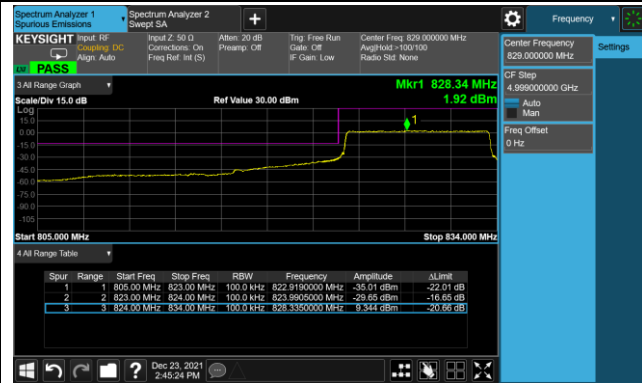 Spectrum Analyzer 1
Spurious Emissions
Spectrum Analyzer 2
Swept SA
Frequency
KEYSIGHT
Input: RF
Coupling: DC
Align: Auto
Input Z: 50 Ω
Corrections: On
Freq Ref: Int (S)
Atten: 20 dB
Preamp: Off
Trig: Free Run
Gate: Off
IF Gain: Low
Center Freq: 829.000000 MHz
Avg|Hold:>100/100
Radio Std: None
PASS
Center Frequency
829.000000 MHz
Settings
CF Step
4.999000000 GHz
Auto
Man
Freq Offset
0 Hz
3 All Range Graph
Mkr1 828.34 MHz
1.92 dBm
Scale/Div 15.0 dB
Ref Value 30.00 dBm
Log
15.0
0.00
-15.0
-30.0
-45.0
-60.0
-75.0
-90.0
-105
1
Start 805.000 MHz
Stop 834.000 MHz
4 All Range Table
Spur Range Start Freq Stop Freq RBW Frequency Amplitude ΔLimit
1 1 805.00 MHz 823.00 MHz 100.0 kHz 822.9190000 MHz -35.01 dBm -22.01 dB
2 2 823.00 MHz 824.00 MHz 100.0 kHz 823.9905000 MHz -29.65 dBm -16.65 dB
3 3 824.00 MHz 834.00 MHz 100.0 kHz 828.3350000 MHz 9.344 dBm -20.66 dB
Dec 23, 2021
2:45:24 PM